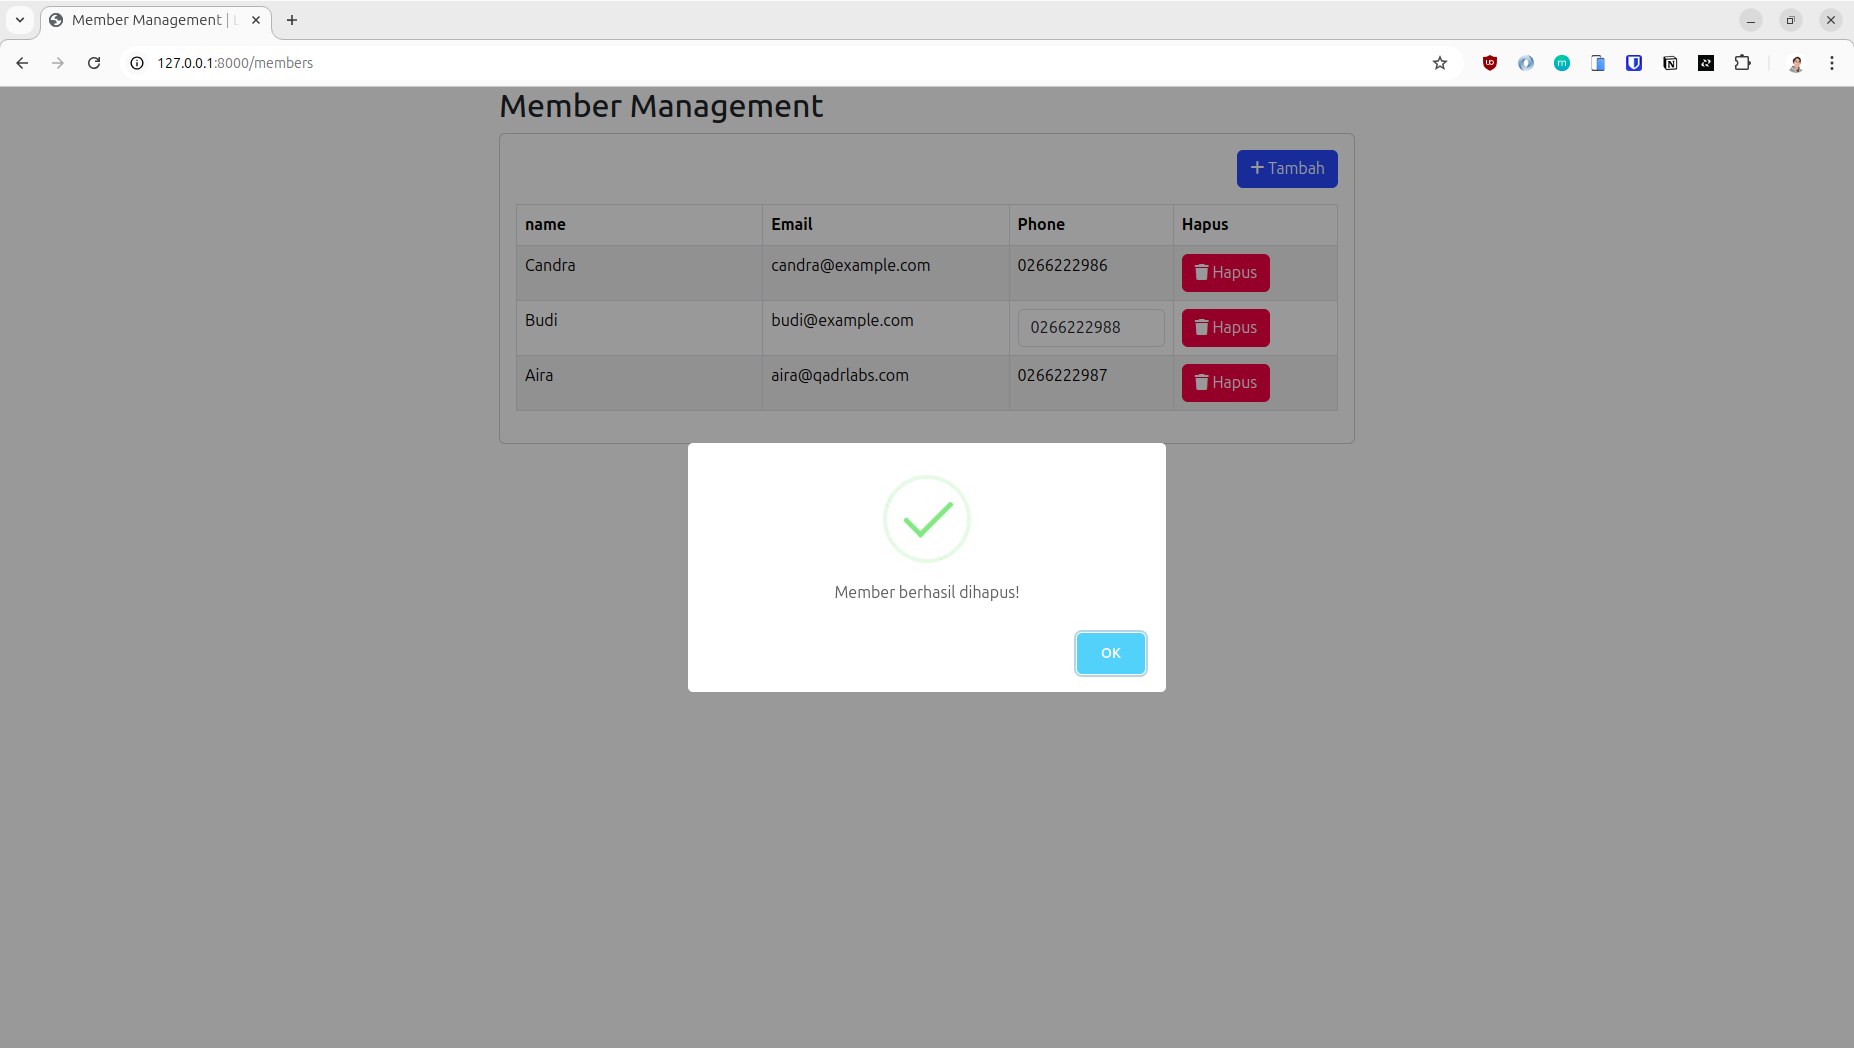 Member Management |
127.0.0.1:8000/members
Member Management
+ Tambah
name Email Phone Hapus
Candra candra@example.com 0266222986 Hapus
Budi budi@example.com 0266222988 Hapus
Aira aira@qadrlabs.com 0266222987 Hapus
Member berhasil dihapus!
OK